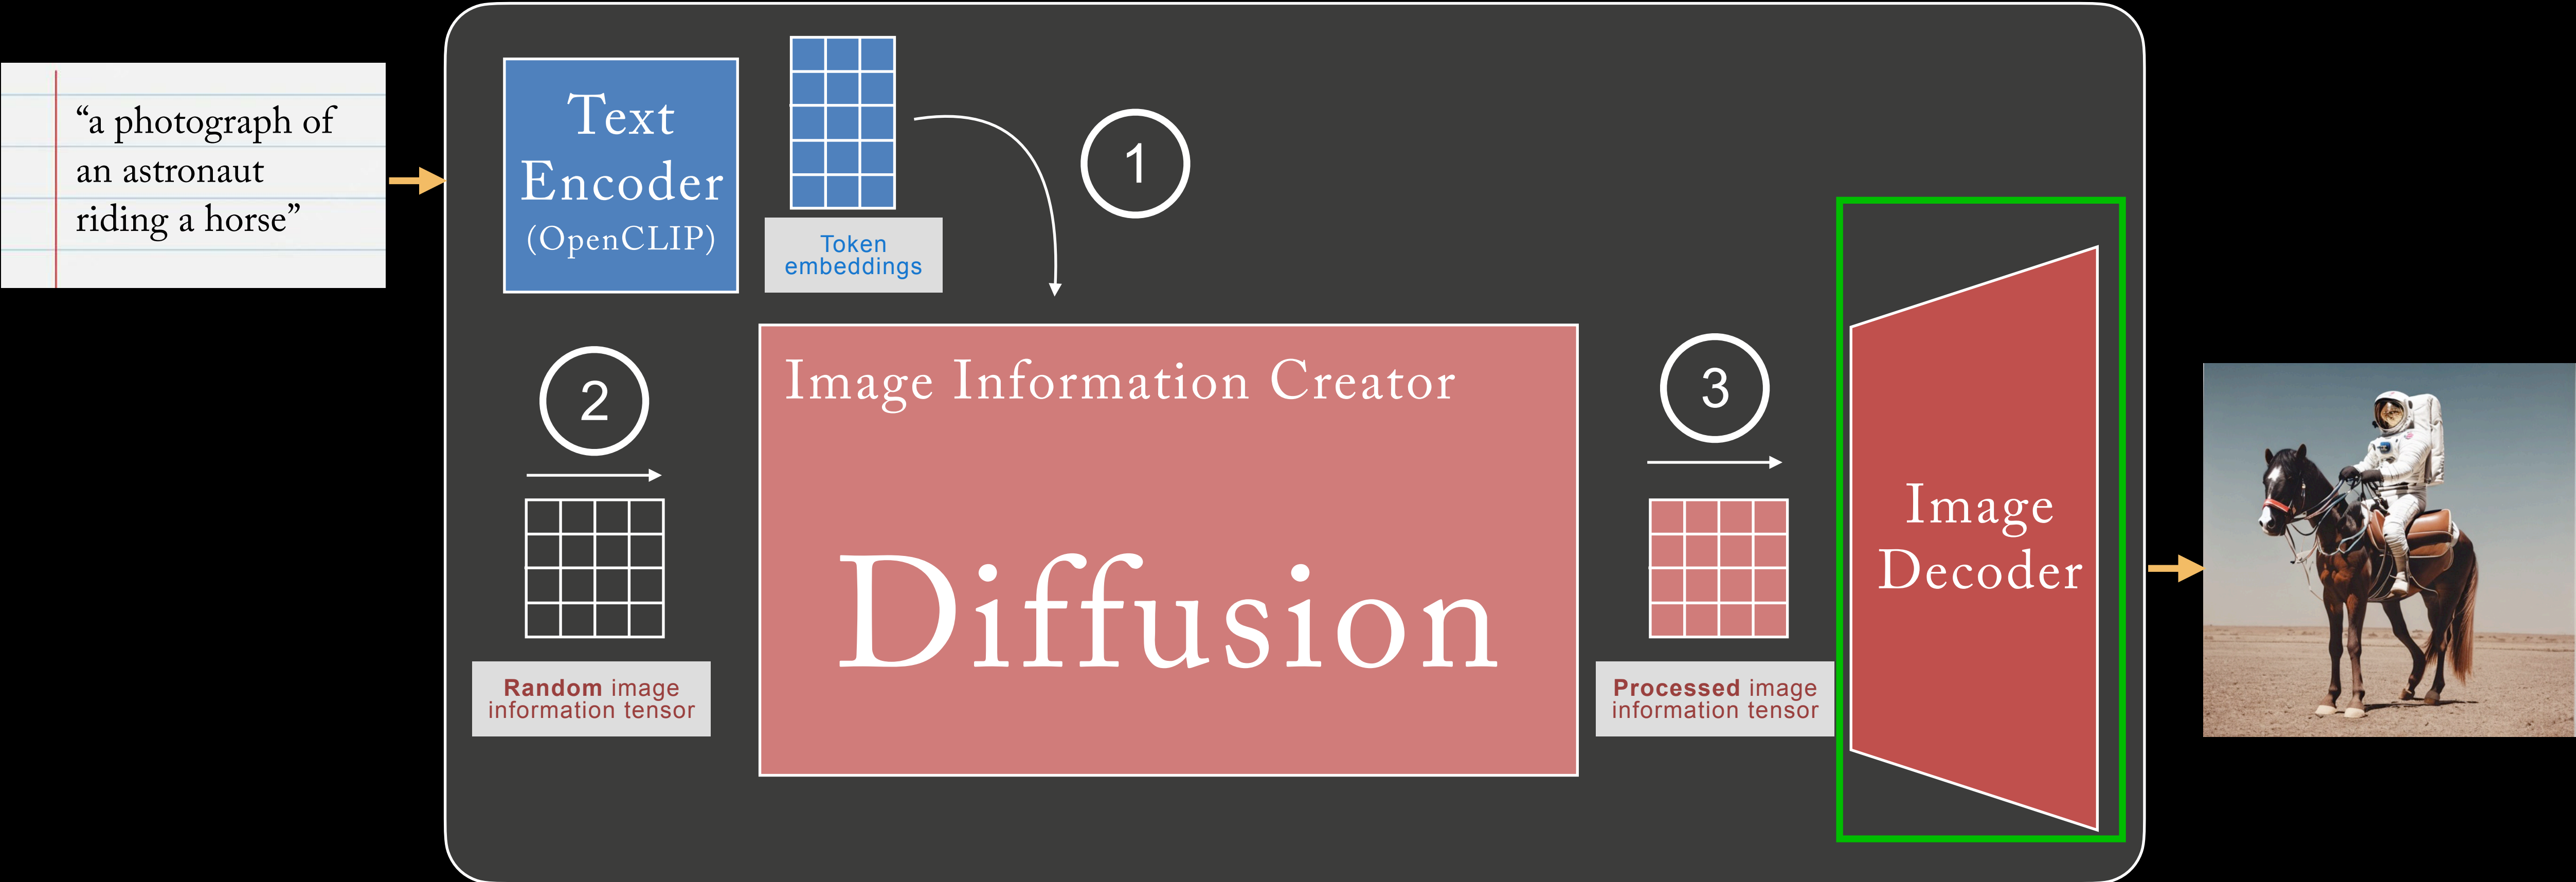 “a photograph of
an astronaut
riding a horse”
Text
Encoder
(OpenCLIP)
Token
embeddings
1
2
Random image
information tensor
Image Information Creator
Diffusion
3
Processed image
information tensor
Image
Decoder